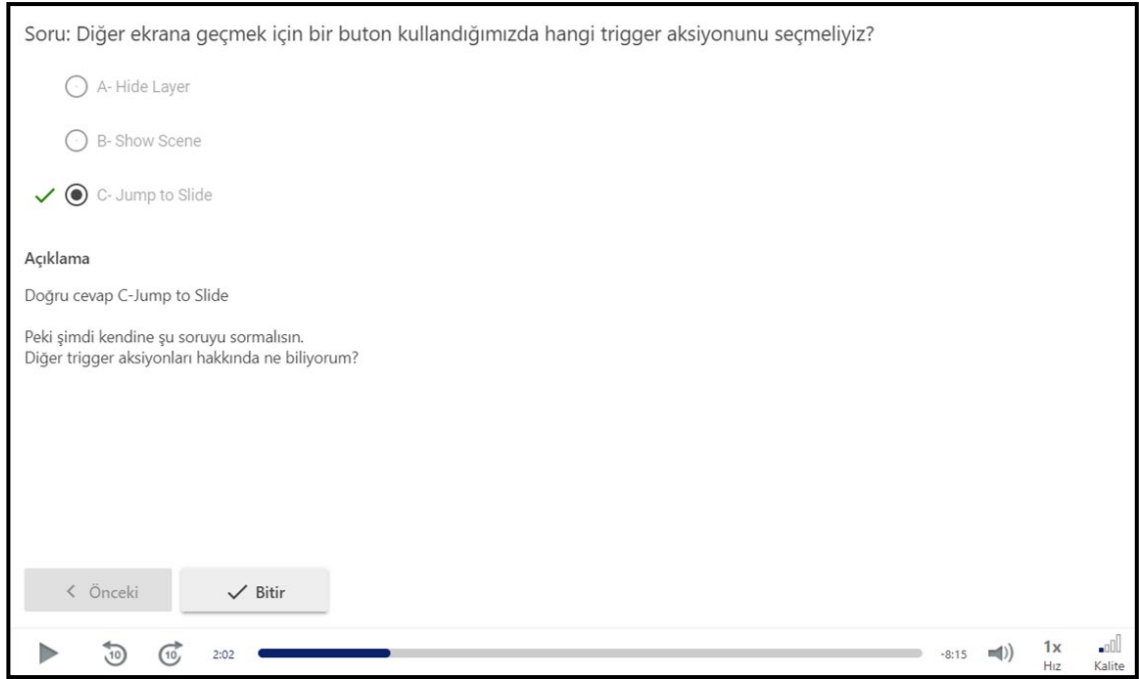 Soru: Diğer ekrana geçmek için bir buton kullandığımızda hangi trigger aksiyonunu seçmeliyiz?
A- Hide Layer
B- Show Scene
C- Jump to Slide
Açıklama
Doğru cevap C-Jump to Slide
Peki şimdi kendine şu soruyu sormalısın.
Diğer trigger aksiyonları hakkında ne biliyorum?
Önceki
Bitir
10
10
2:02
-8:15
1x
Hız
Kalite